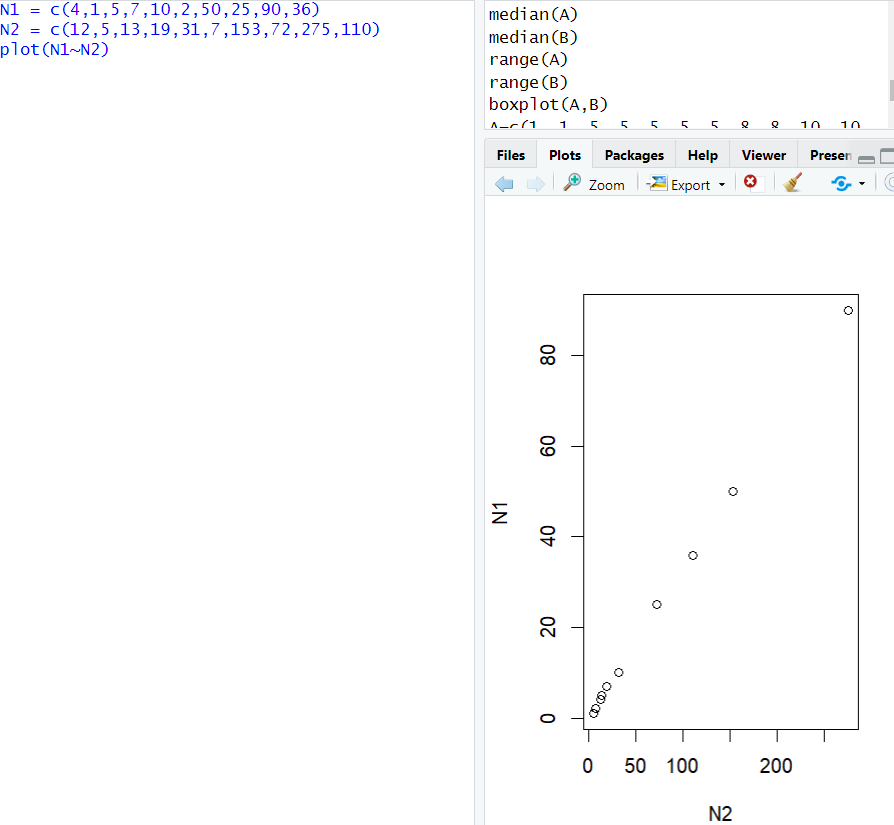 N1 = c(4,1,5,7,10,2,50,25,90,36)
N2 = c(12,5,13,19,31,7,153,72,275,110)
plot(N1~N2)
median(A)
median(B)
range(A)
range(B)
boxplot(A,B)
Files Plots Packages Help Viewer Presen
Zoom Export
80
60
40
20
0
N1
0 50 100 200
N2